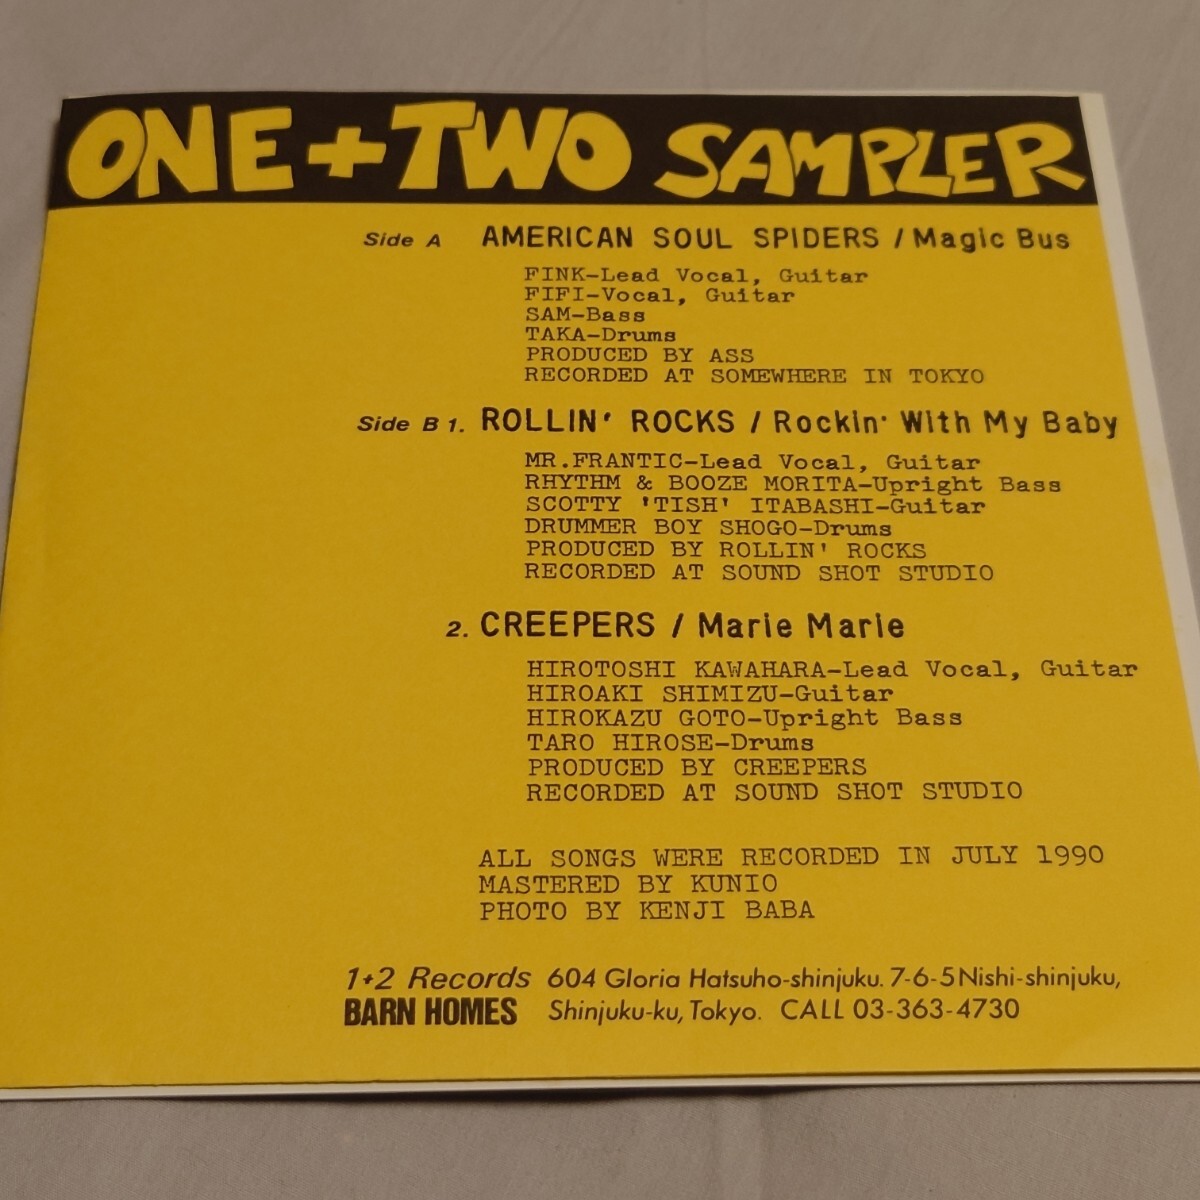 ONE+TWO SAMPLER
Side A AMERICAN SOUL SPIDERS / Magic Bus
FINK-Lead Vocal, Guitar
FIFI-Vocal, Guitar
SAM-Bass
TAKA-Drums
PRODUCED BY ASS
RECORDED AT SOMEWHERE IN TOKYO
Side B 1. ROLLIN' ROCKS / Rockin' With My Baby
MR.FRANTIC-Lead Vocal, Guitar
RHYTHM & BOOZE MORITA-Upright Bass
SCOTTY 'TISH' ITABASHI-Guitar
DRUMMER BOY SHOGO-Drums
PRODUCED BY ROLLIN' ROCKS
RECORDED AT SOUND SHOT STUDIO
2. CREEPERS / Marie Marie
HIROTOSHI KAWAHARA-Lead Vocal, Guitar
HIROAKI SHIMIZU-Guitar
HIROKAZU GOTO-Upright Bass
TARO HIROSE-Drums
PRODUCED BY CREEPERS
RECORDED AT SOUND SHOT STUDIO
ALL SONGS WERE RECORDED IN JULY 1990
MASTERED BY KUNIO
PHOTO BY KENJI BABA
1+2 Records 604 Gloria Hatsuho-shinjuku. 7-6-5 Nishi-shinjuku,
BARN HOMES Shinjuku-ku, Tokyo. CALL 03-363-4730